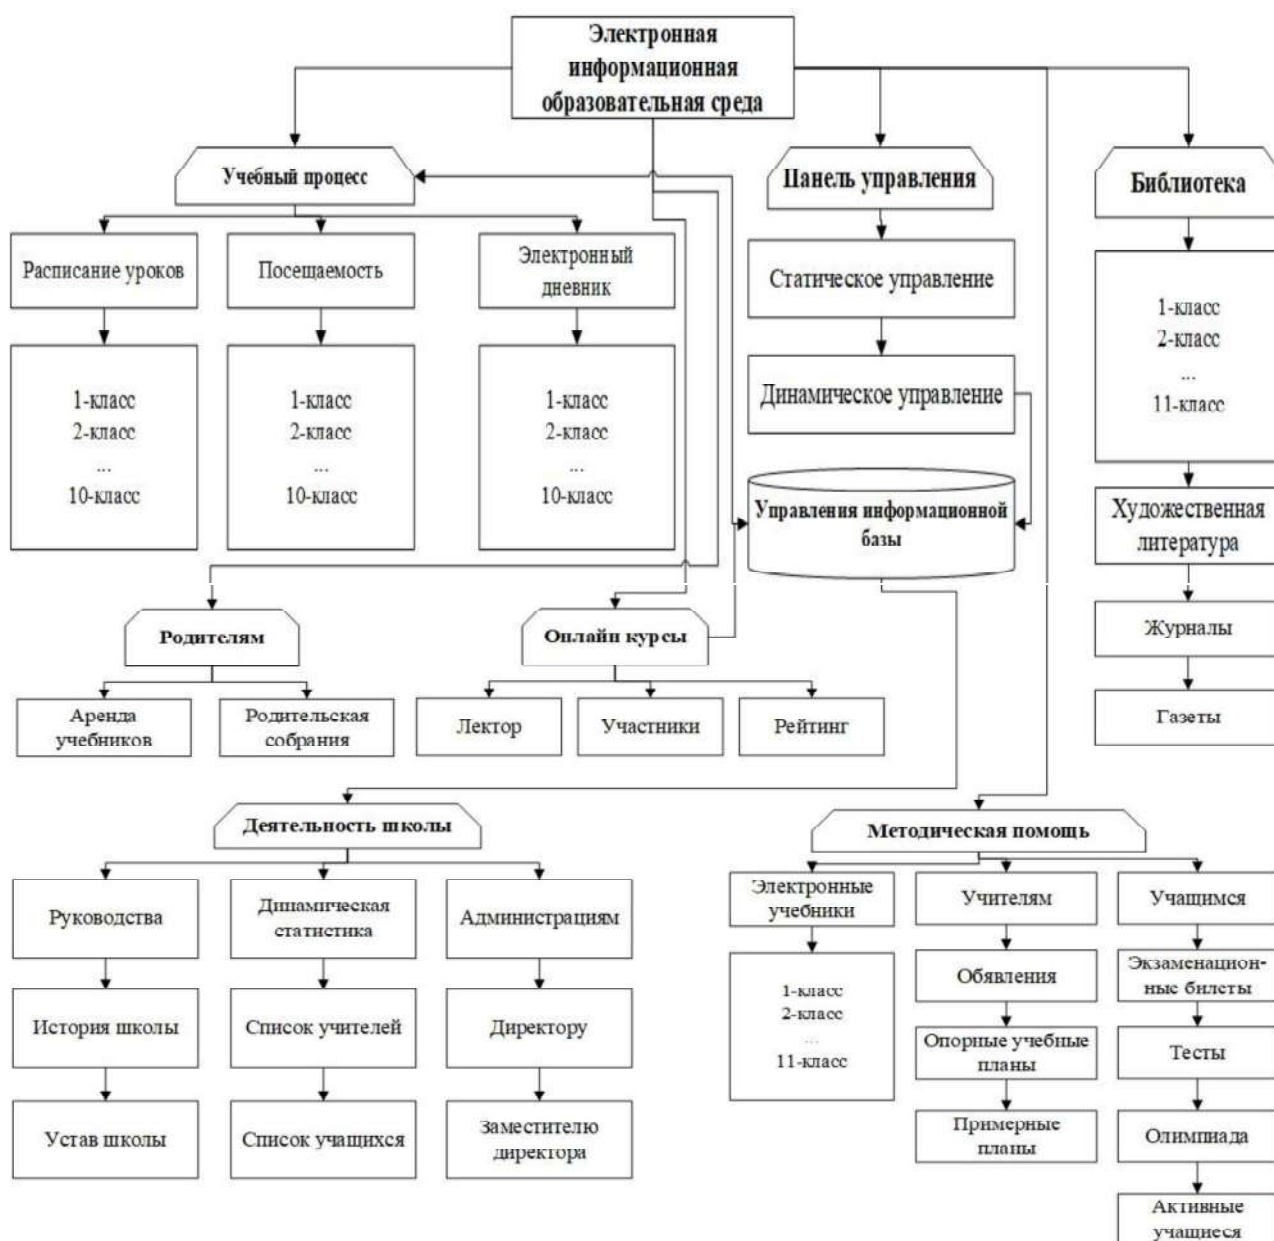 Электронная
информационная
образовательная среда
Учебный процесс
Панель управления
Библиотека
Расписание уроков
Посещаемость
Электронный
дневник
Статическое управление
1-класс
2-класс
...
11-класс
1-класс
2-класс
...
10-класс
1-класс
2-класс
...
10-класс
1-класс
2-класс
...
10-класс
Динамическое управление
Управления информационной
базы
Художественная
литература
Родителям
Онлайн курсы
Журналы
Аренда
учебников
Родительская
собрания
Лектор
Участники
Рейтинг
Газеты
Деятельность школы
Методическая помощь
Руководства
Динамическая
статистика
Администрациям
Электронные
учебники
Учителям
Учащимся
История школы
Список учителей
Директору
1-класс
2-класс
...
11-класс
Обявления
Экзаменацион-
ные билеты
Опорные учебные
планы
Тесты
Устав школы
Список учащихся
Заместителю
директора
Примерные
планы
Олимпиада
Активные
учащиеся